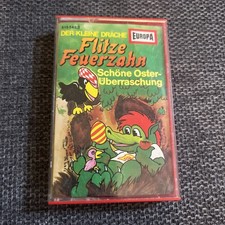 DER KLEINE DRACHE
EUROPA
Flitze
Feuerzahn
Schöne Oster-
Überraschung